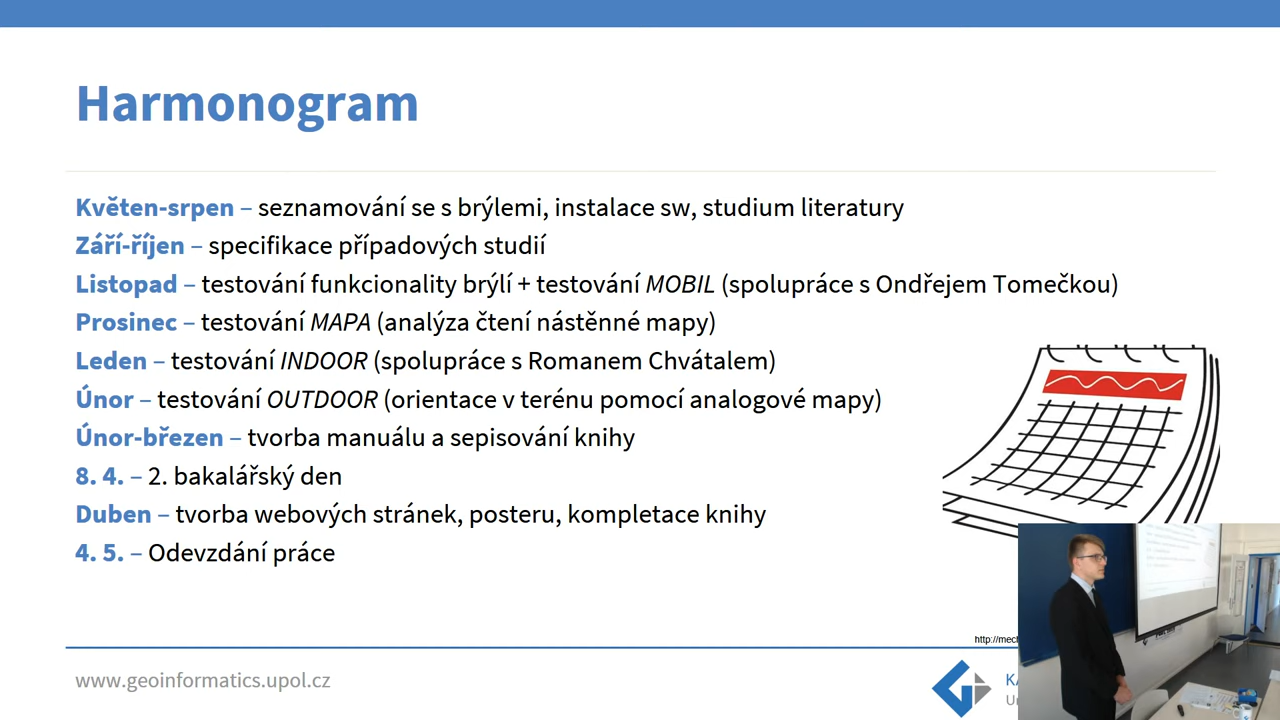 Harmonogram
Květen-srpen – seznamování se s brýlemi, instalace sw, studium literatury
Září-říjen – specifikace případových studií
Listopad – testování funkcionality brýlí + testování MOBIL (spolupráce s Ondřejem Tomečkou)
Prosinec – testování MAPA (analýza čtení nástěnné mapy)
Leden – testování INDOOR (spolupráce s Romanem Chvátalem)
Únor – testování OUTDOOR (orientace v terénu pomocí analogové mapy)
Únor-březen – tvorba manuálu a sepisování knihy
8. 4. – 2. bakalářský den
Duben – tvorba webových stránek, posteru, kompletace knihy
4. 5. – Odevzdání práce
www.geoinformatics.upol.cz